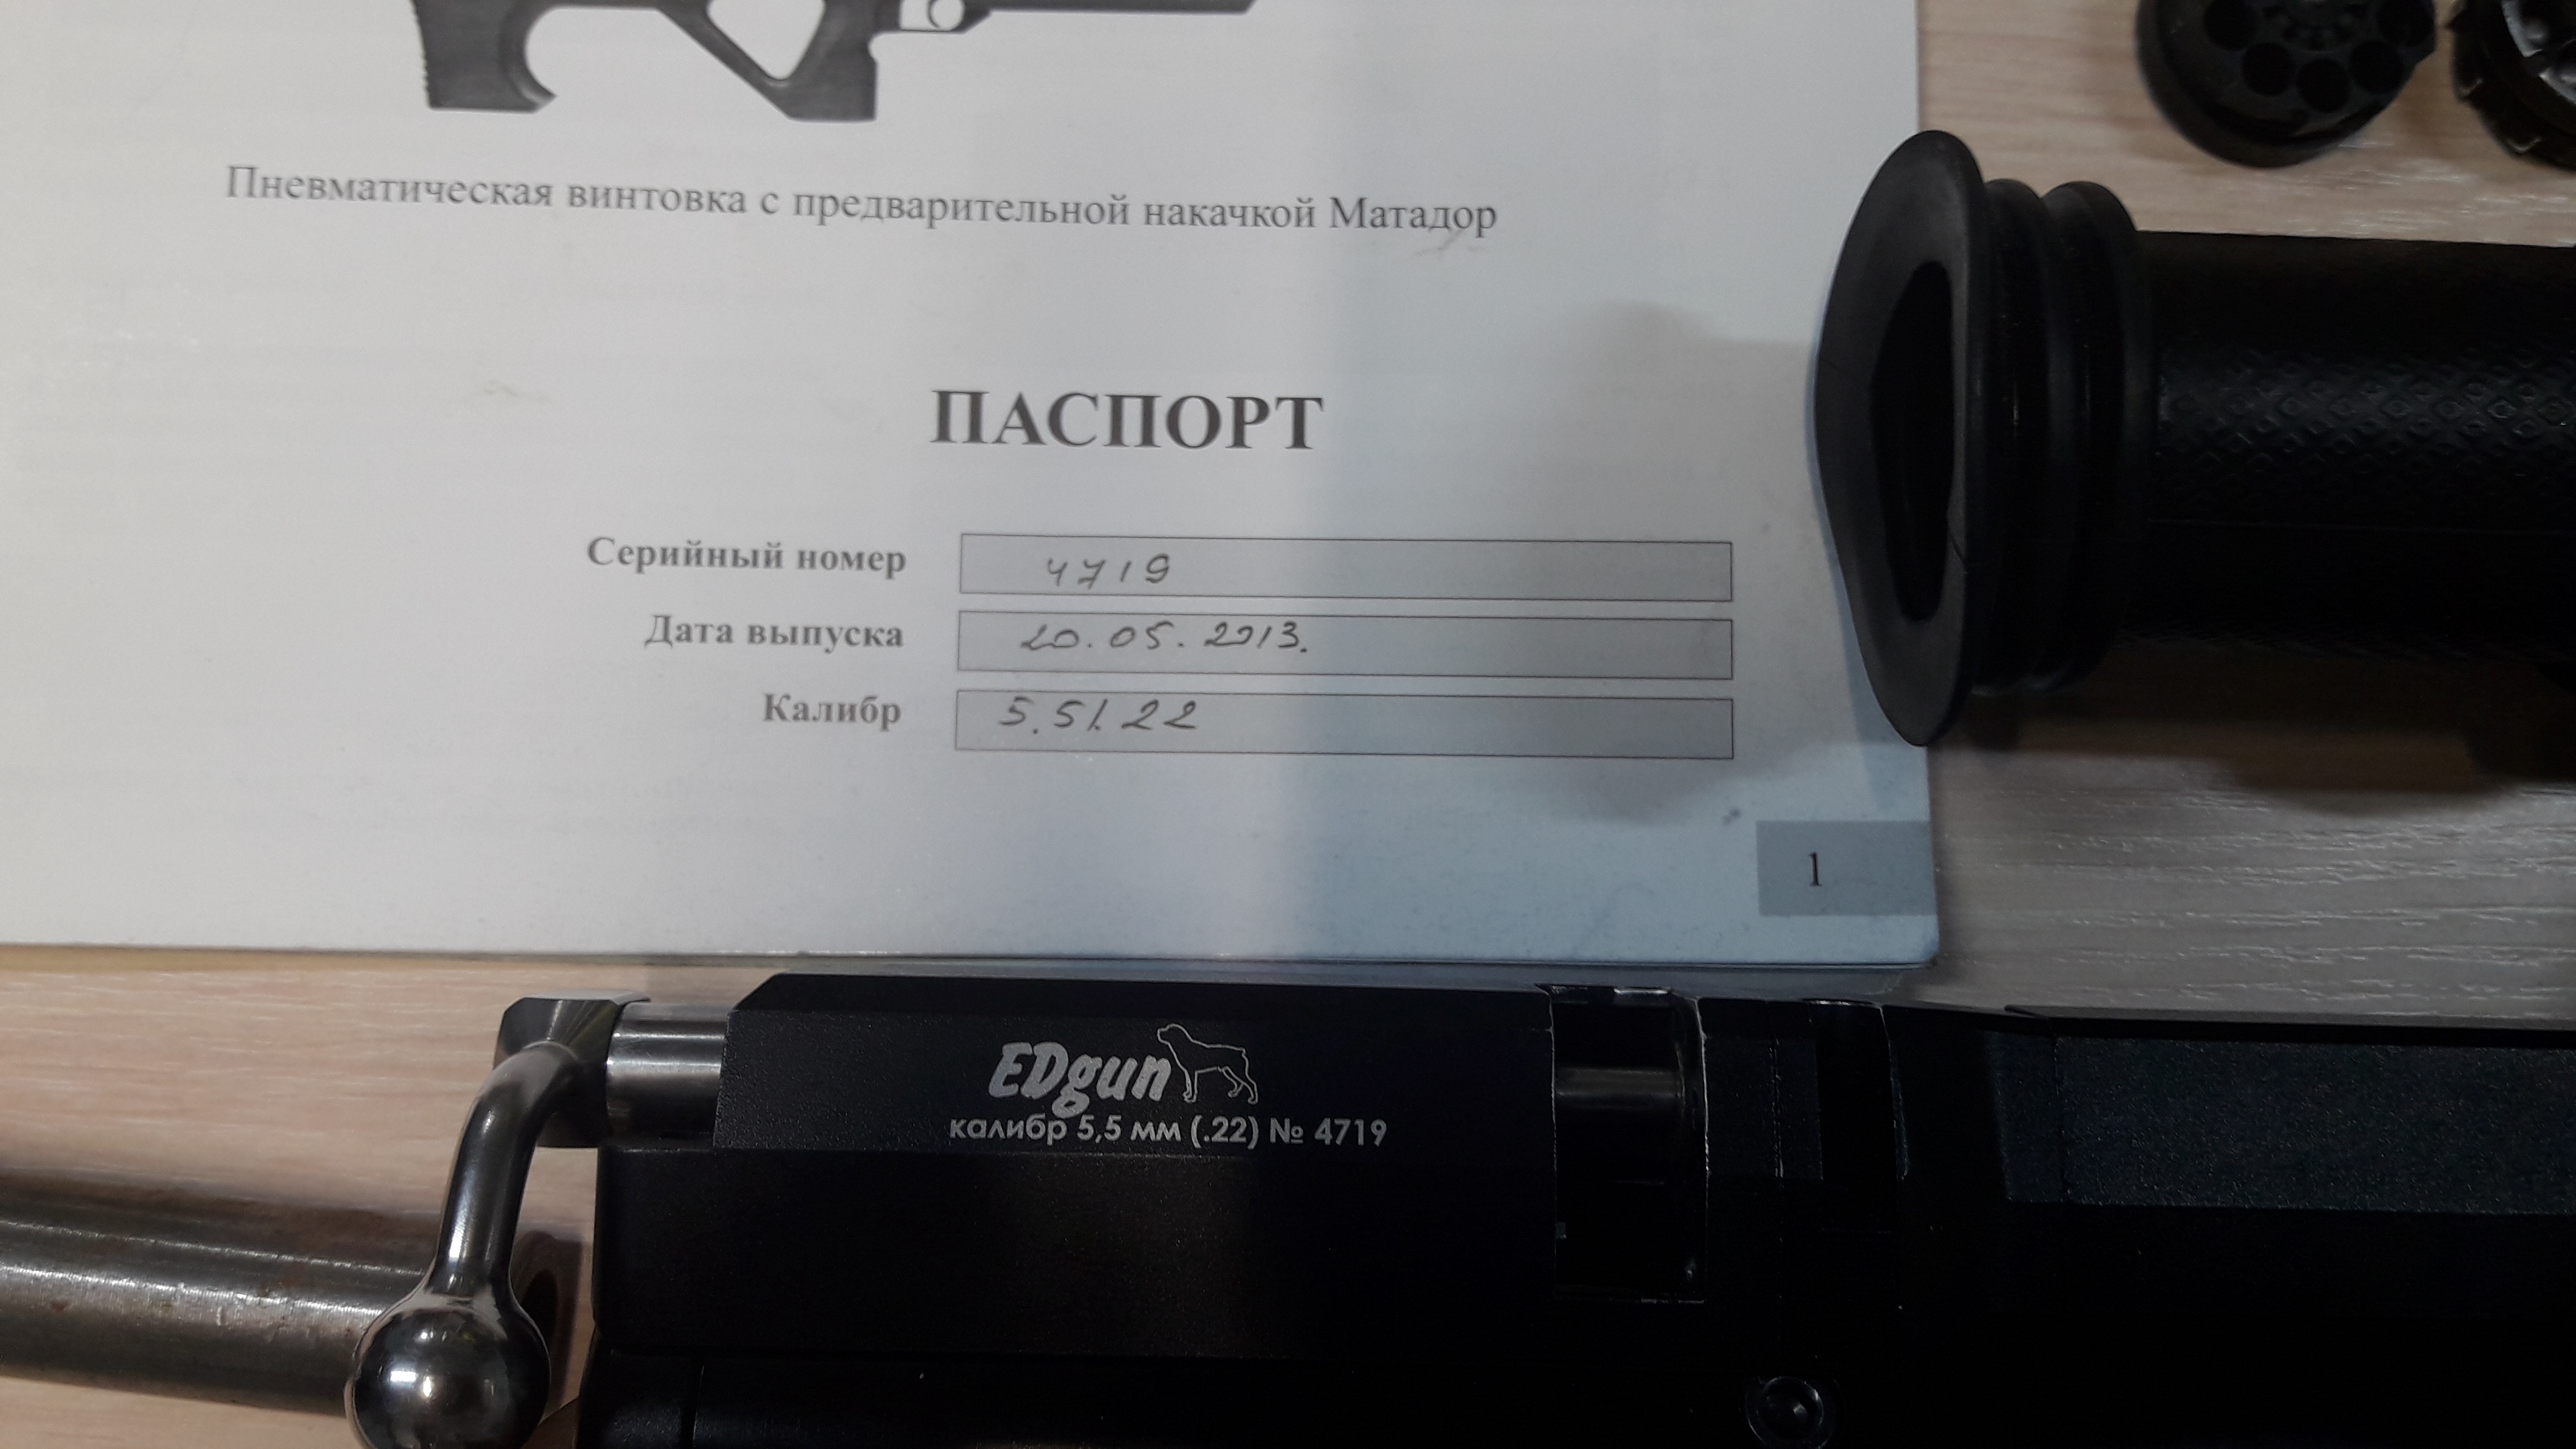 Пневматическая винтовка с предварительной накачкой Матадор
ПАСПОРТ
Серийный номер 4719
Дата выпуска 20.05.2013.
Калибр 5.5/.22
1
EDgun
калибр 5,5 мм (.22) № 4719